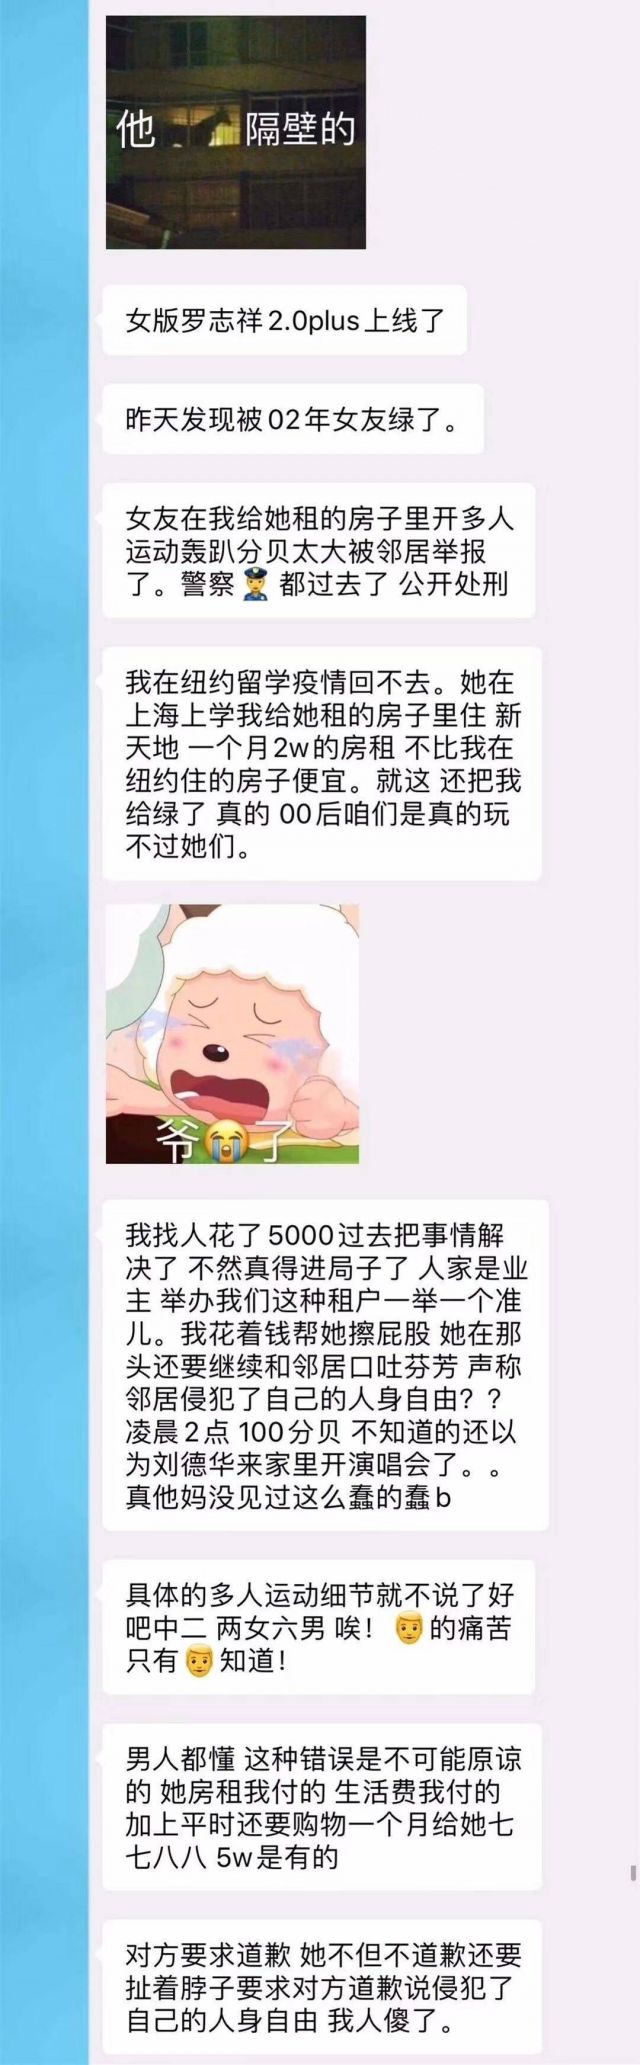 他 隔壁的
女版罗志祥2.0plus上线了
昨天发现被02年女友绿了。
女友在我给她租的房子里开多人
运动轰趴分贝太大被邻居举报
了。警察👮都过去了 公开处刑
我在纽约留学疫情回不去。她在
上海上学我给她租的房子里住 新
天地 一个月2w的房租 不比我在
纽约住的房子便宜。就这 还把我
给绿了 真的 00后咱们是真的玩
不过她们。
爷😭了
我找人花了5000过去把事情解
决了 不然真得进局子了 人家是业
主 举办我们这种租户一举一个准
儿。我花着钱帮她擦屁股 她在那
头还要继续和邻居口吐芬芳 声称
邻居侵犯了自己的人身自由？？
凌晨2点 100分贝 不知道的还以
为刘德华来家里开演唱会了。。
真他妈没见过这么蠢的蠢b
具体的多人运动细节就不说了好
吧中二 两女六男 唉！👨的痛苦
只有👨知道！
男人都懂 这种错误是不可能原谅
的 她房租我付的 生活费我付的
加上平时还要购物一个月给她七
七八八 5w是有的
对方要求道歉 她不但不道歉还要
扯着脖子要求对方道歉说侵犯了
自己的人身自由 我人傻了。